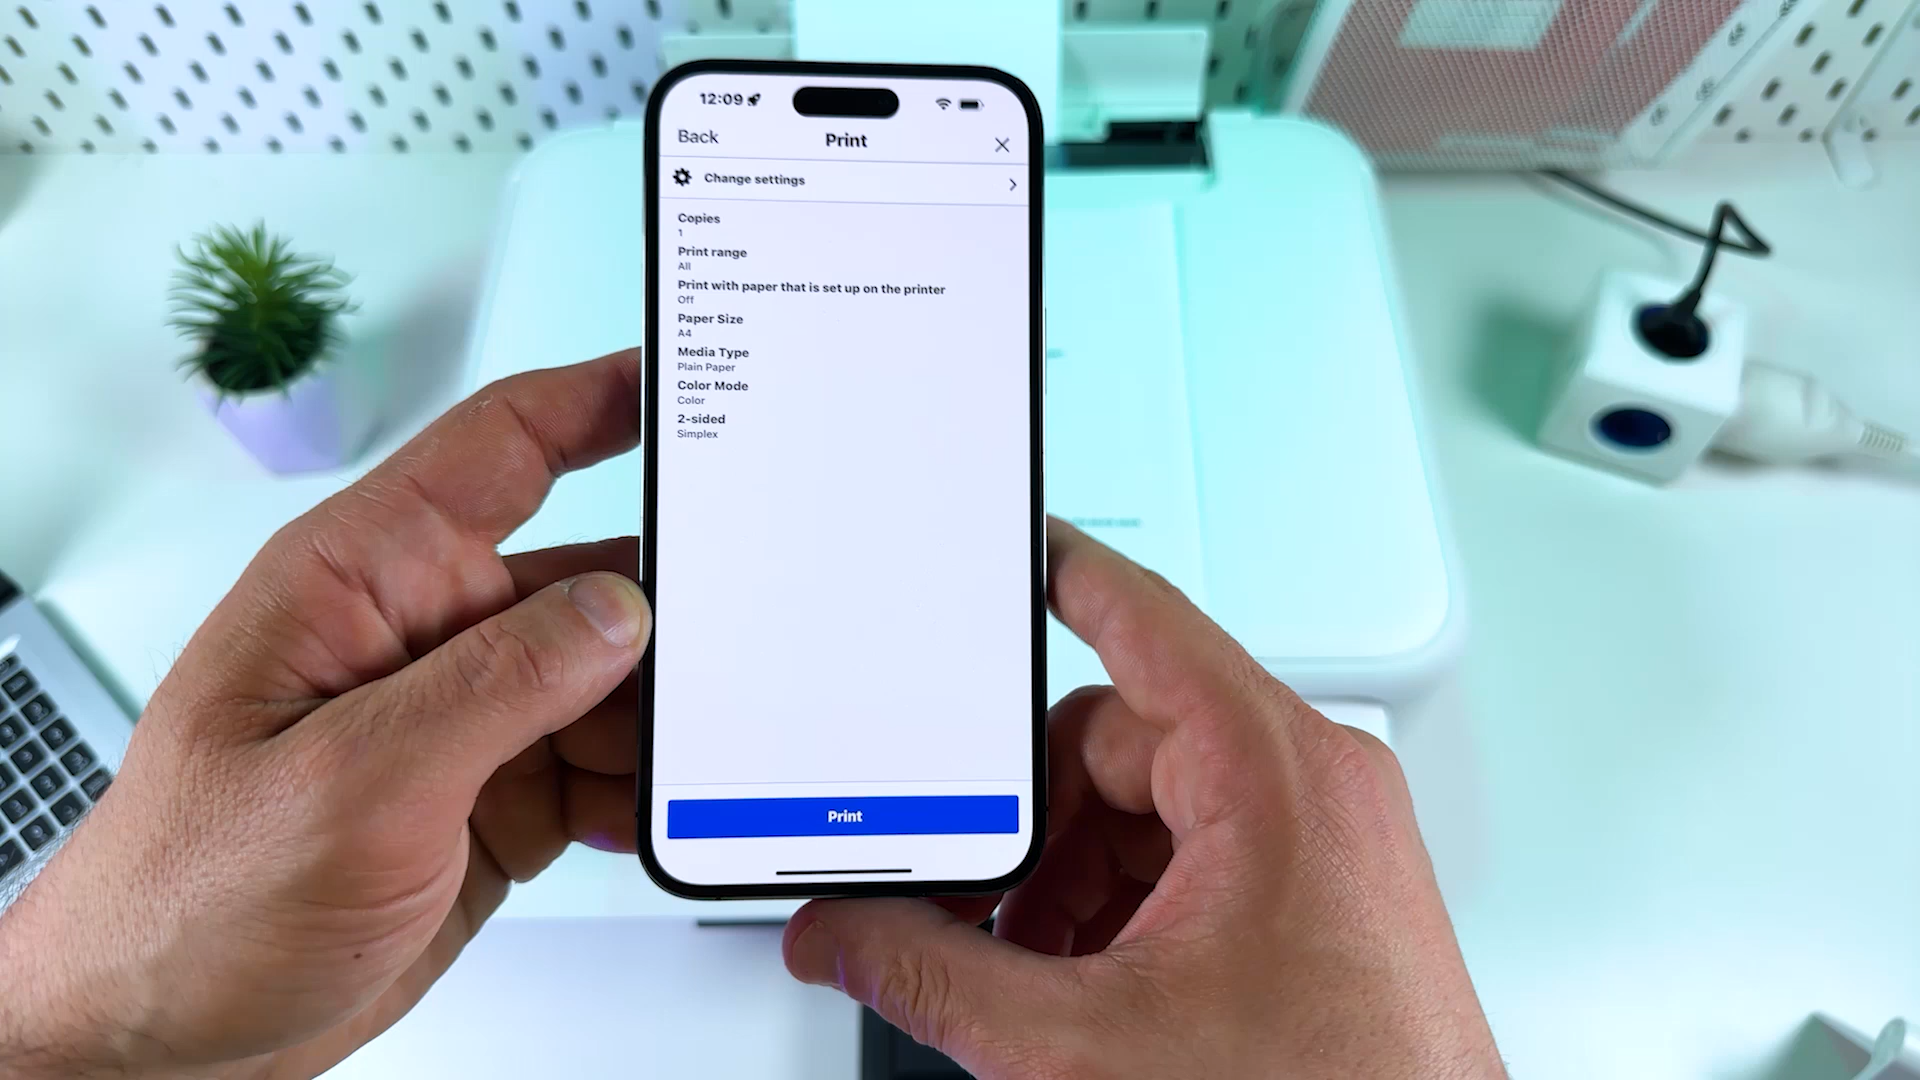 12:09
Back
Print
Change settings
Copies
1
Print range
All
Print with paper that is set up on the printer
Off
Paper Size
A4
Media Type
Plain Paper
Color Mode
Color
2-sided
Simplex
Print